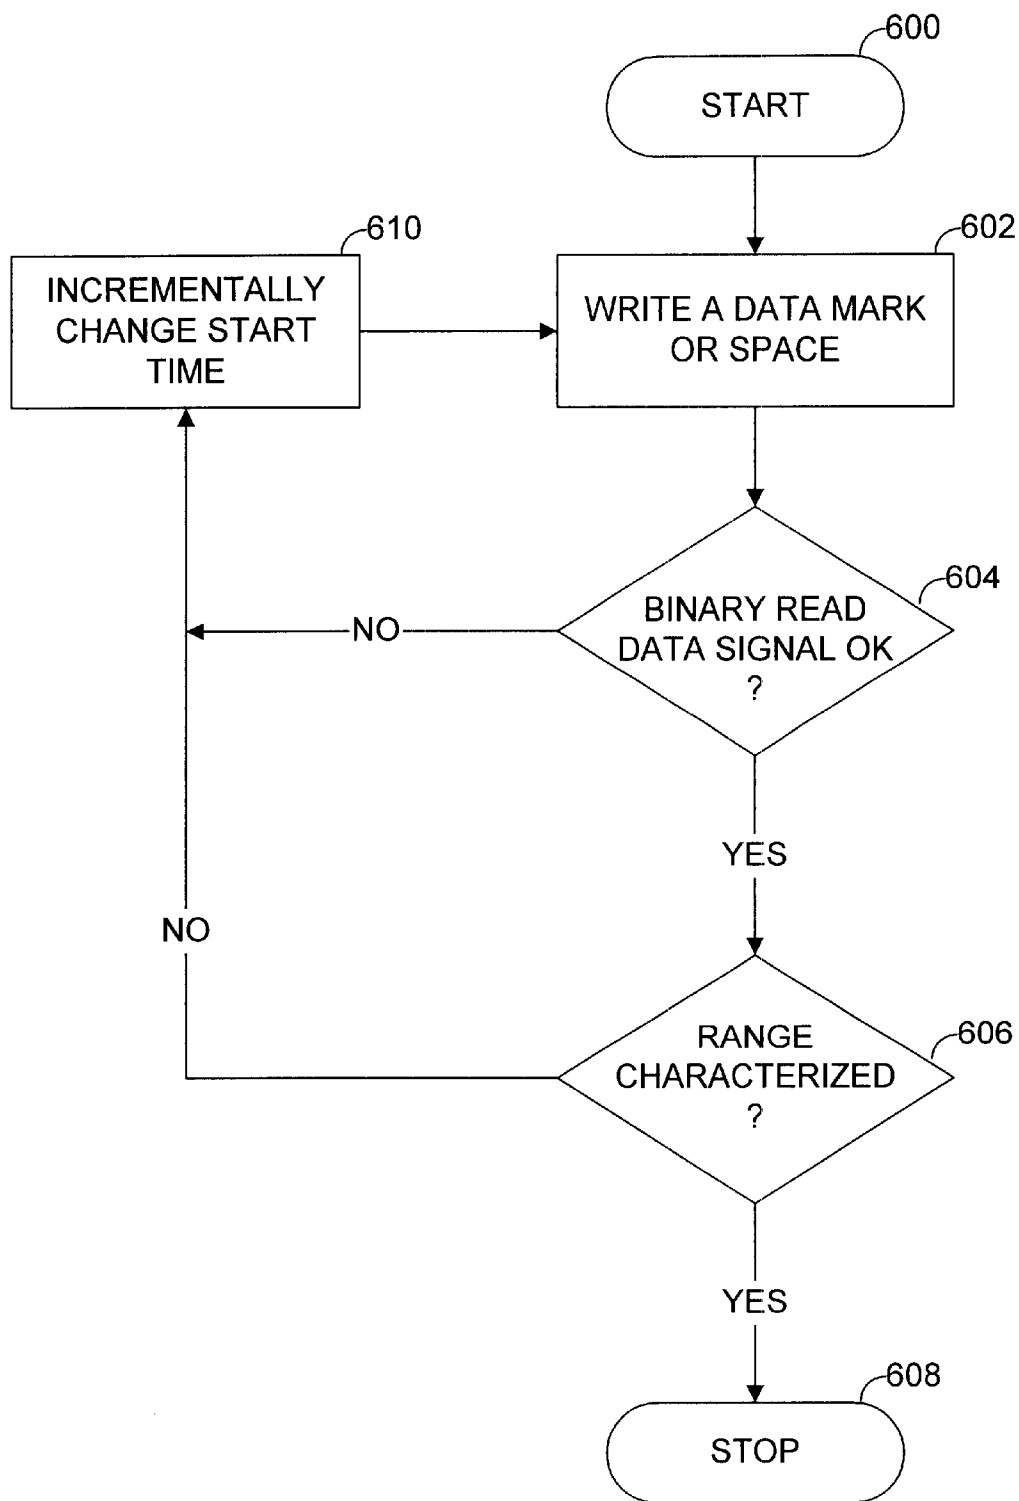 600
START
610
602
INCREMENTALLY
CHANGE START
TIME
WRITE A DATA MARK
OR SPACE
604
BINARY READ
DATA SIGNAL OK
?
NO
YES
NO
606
RANGE
CHARACTERIZED
?
YES
608
STOP